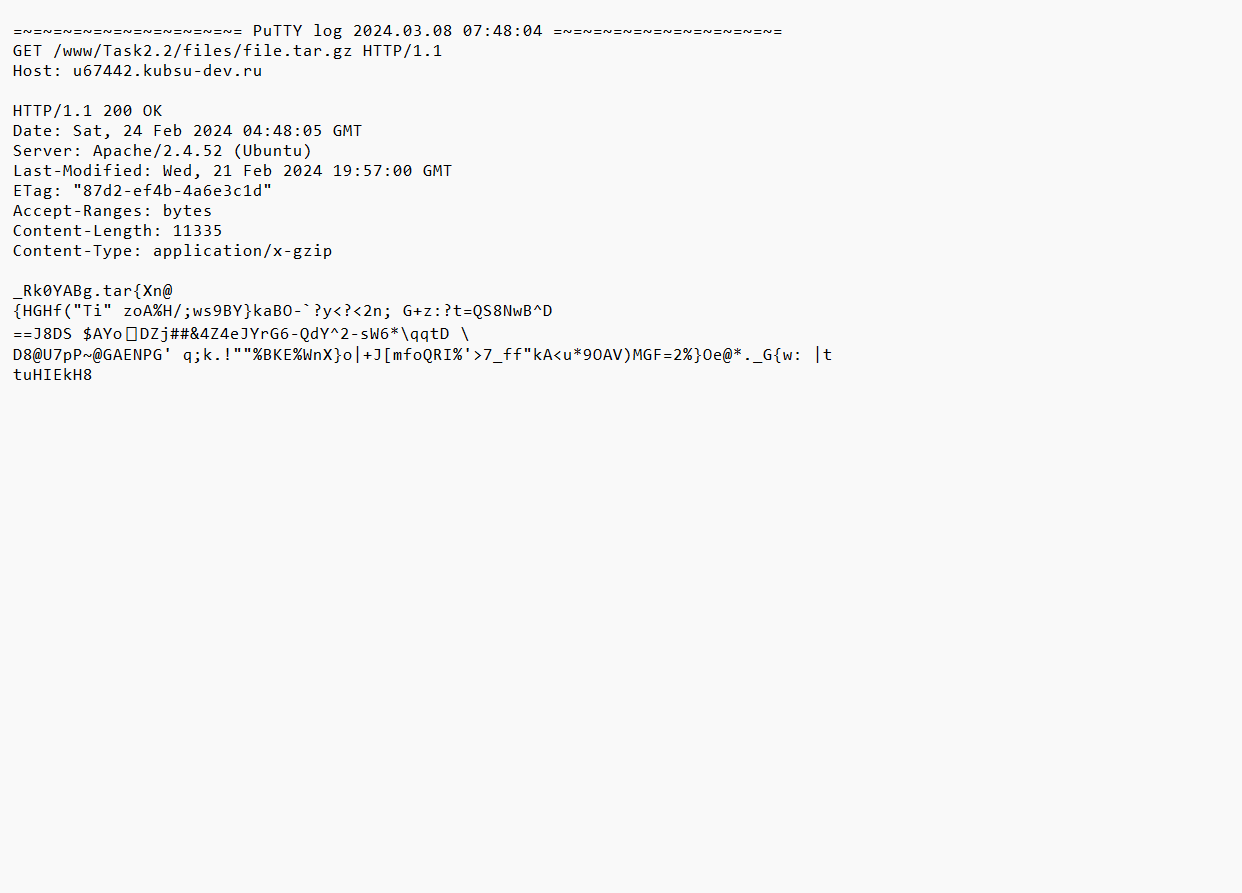 =~=~=~=~=~=~=~=~=~=~=~= PuTTY log 2024.03.08 07:48:04 =~=~=~=~=~=~=~=~=~=~=~=
GET /www/Task2.2/files/file.tar.gz HTTP/1.1
Host: u67442.kubsu-dev.ru

HTTP/1.1 200 OK
Date: Sat, 24 Feb 2024 04:48:05 GMT
Server: Apache/2.4.52 (Ubuntu)
Last-Modified: Wed, 21 Feb 2024 19:57:00 GMT
ETag: "87d2-ef4b-4a6e3c1d"
Accept-Ranges: bytes
Content-Length: 11335
Content-Type: application/x-gzip

_Rk0YABg.tar{Xn@
{HGHf("Ti" zoA%H/;ws9BY}kaBO-`?y<?<2n; G+z:?t=QS8NwB^D
==J8DS $AYo□DZj##&4Z4eJYrG6-QdY^2-sW6*\qqtD \
D8@U7pP~@GAENPG' q;k.!""%BKE%WnX}o|+J[mfoQRI%'>7_ff"kA<u*9OAV)MGF=2%}Oe@*._G{w: |t
tuHIEkH8